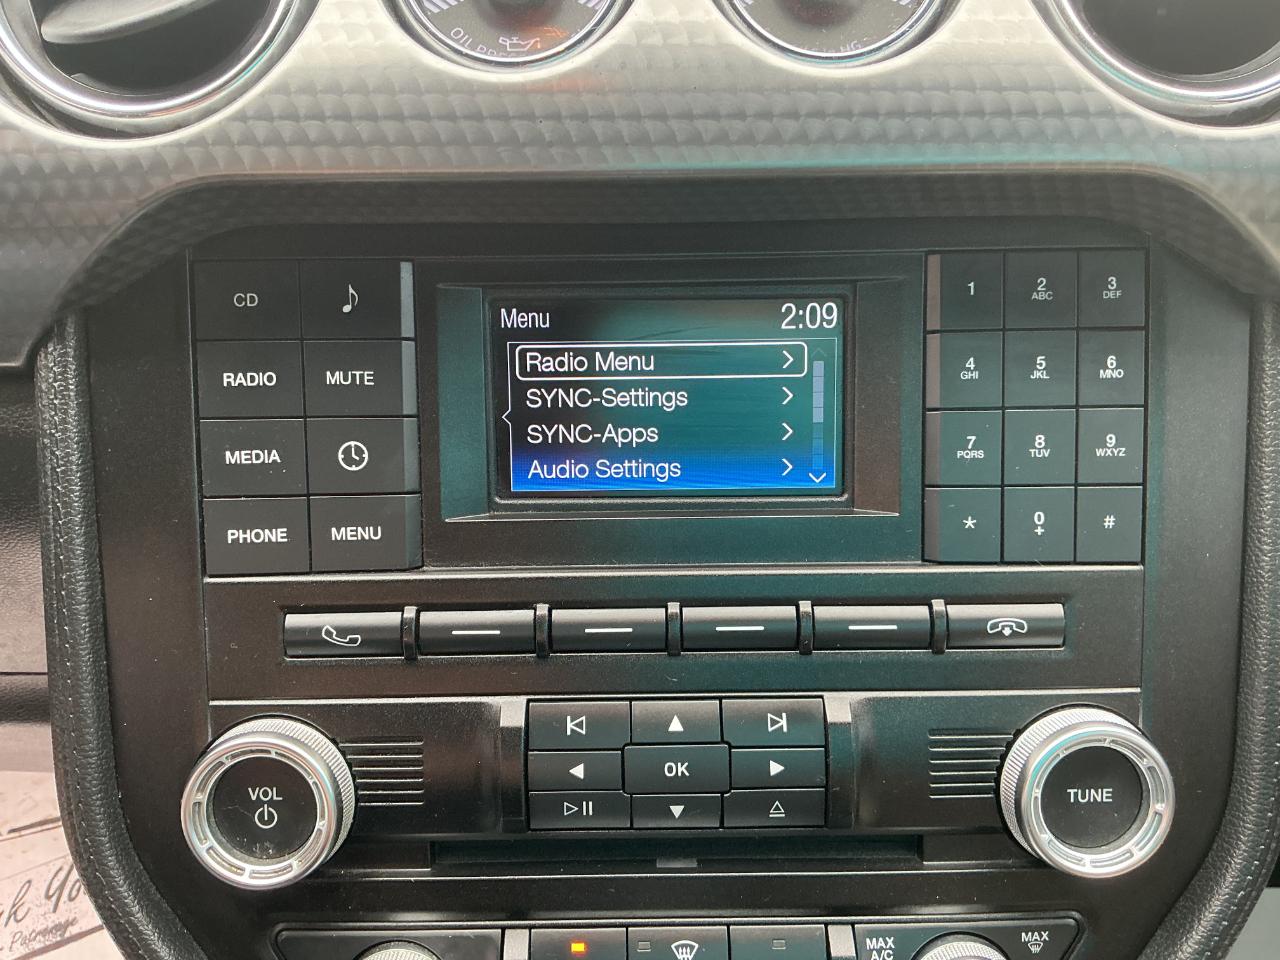 OIL PRES
CD
RADIO MUTE
MEDIA
PHONE MENU
Menu 2:09
Radio Menu >
SYNC-Settings >
SYNC-Apps >
Audio Settings >
1 2 ABC 3 DEF
4 GHI 5 JKL 6 MNO
7 PQRS 8 TUV 9 WXYZ
* 0 + #
VOL
OK
TUNE
MAX A/C
MAX